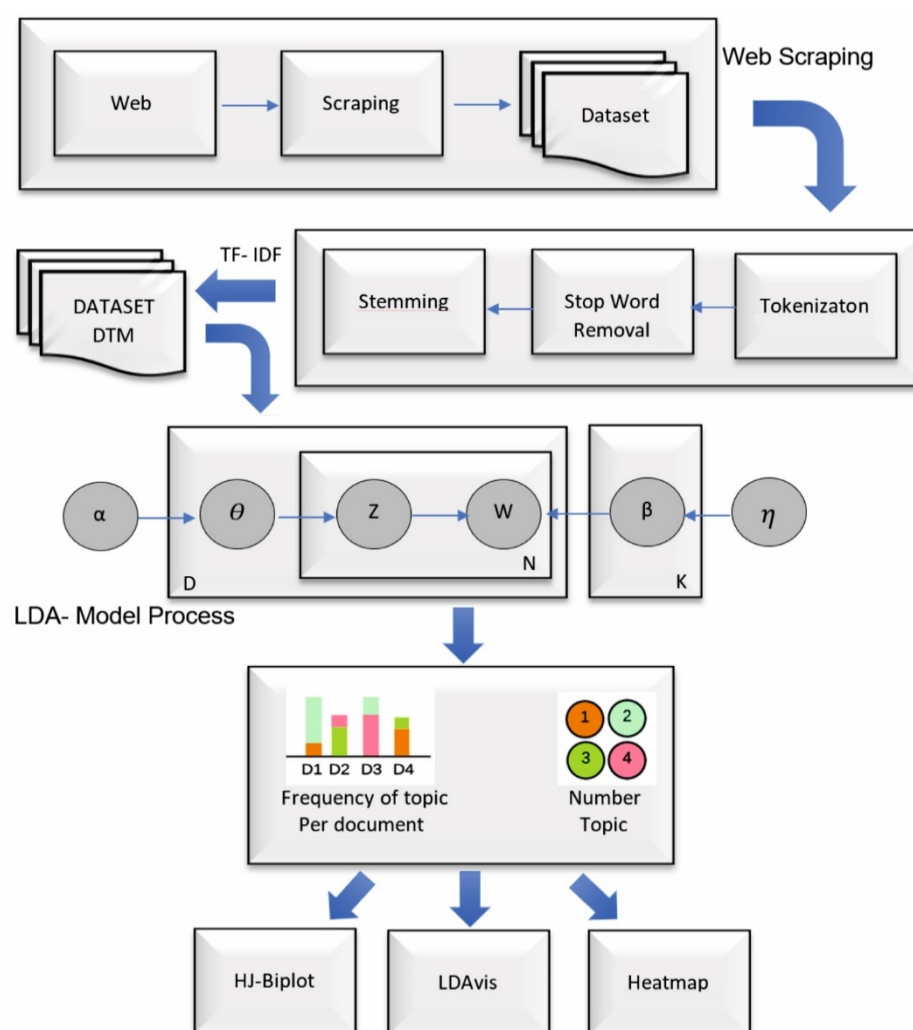 Web Scraping
Web
Scraping
Dataset
TF- IDF
DATASET
DTM
Stemming
Stop Word
Removal
Tokenizaton
α
θ
Z
W
β
η
D
N
K
LDA- Model Process
D1 D2 D3 D4
Frequency of topic
Per document
1
2
3
4
Number
Topic
HJ-Biplot
LDAvis
Heatmap